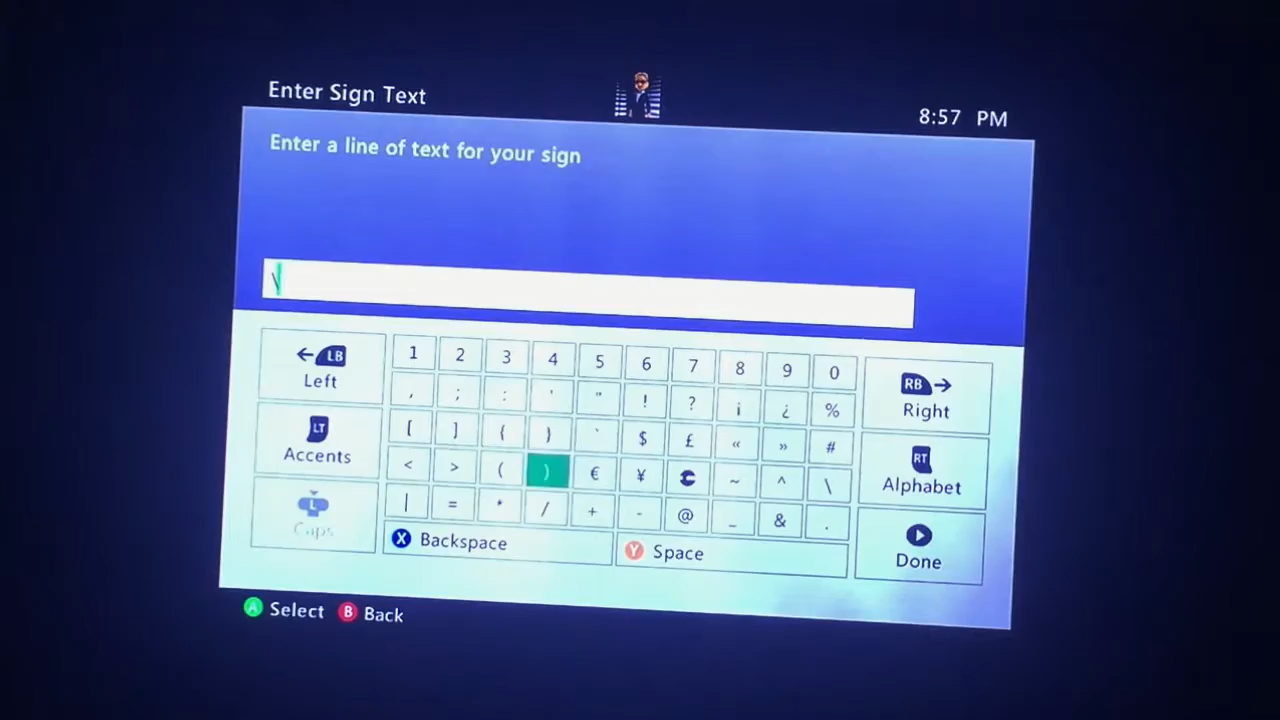 Enter Sign Text
8:57 PM
Enter a line of text for your sign
\
LB
Left
1 2 3 4 5 6 7 8 9 0
RB
Right
, ; : ' " ! ? ¡ ¿ %
LT
Accents
[ ] { } ` $ £ « » #
RT
Alphabet
< > ( ) € ¥ ~ ^ \
L
Caps
| = * / + - @ _ & .
X Backspace
Y Space
Done
A Select B Back